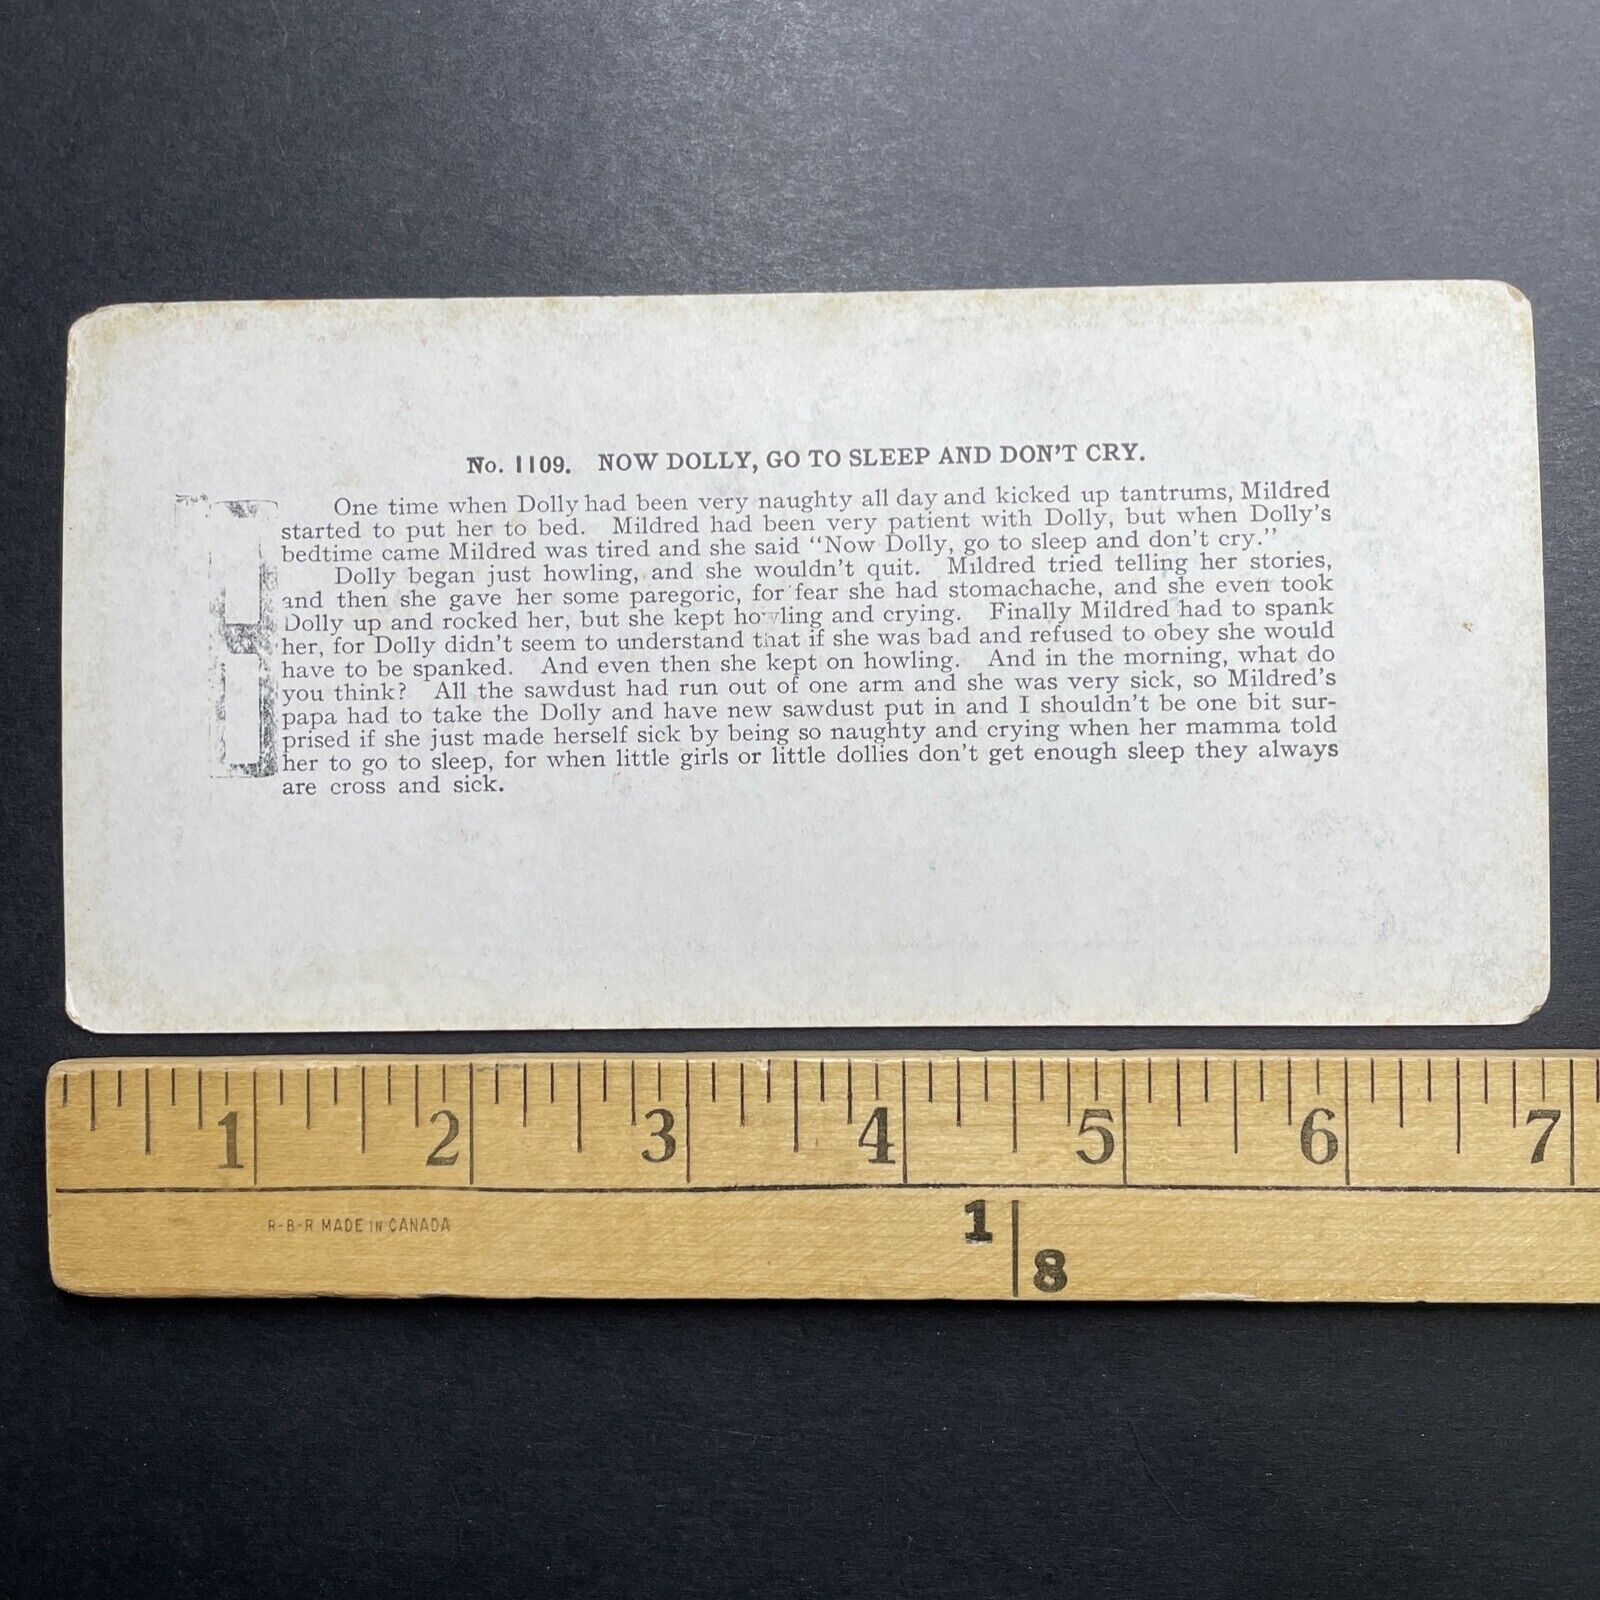 No. 1109. NOW DOLLY, GO TO SLEEP AND DON'T CRY.
One time when Dolly had been very naughty all day and kicked up tantrums, Mildred
started to put her to bed. Mildred had been very patient with Dolly, but when Dolly's
bedtime came Mildred was tired and she said "Now Dolly, go to sleep and don't cry."
Dolly began just howling, and she wouldn't quit. Mildred tried telling her stories,
and then she gave her some paregoric, for fear she had stomachache, and she even took
Dolly up and rocked her, but she kept howling and crying. Finally Mildred had to spank
her, for Dolly didn't seem to understand that if she was bad and refused to obey she would
have to be spanked. And even then she kept on howling. And in the morning, what do
you think? All the sawdust had run out of one arm and she was very sick, so Mildred's
papa had to take the Dolly and have new sawdust put in and I shouldn't be one bit sur-
prised if she just made herself sick by being so naughty and crying when her mamma told
her to go to sleep, for when little girls or little dollies don't get enough sleep they always
are cross and sick.
1 2 3 4 5 6 7
R-B-R MADE IN CANADA
1
8